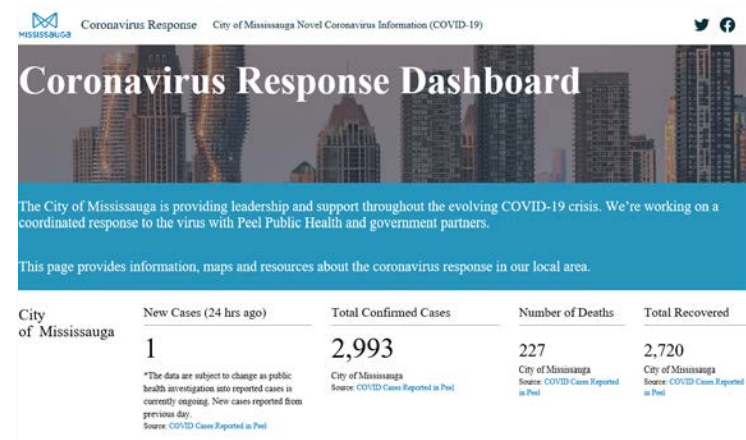 MISSISSAUGA
Coronavirus Response
City of Mississauga Novel Coronavirus Information (COVID-19)
Coronavirus Response Dashboard
The City of Mississauga is providing leadership and support throughout the evolving COVID-19 crisis. We're working on a
coordinated response to the virus with Peel Public Health and government partners.
This page provides information, maps and resources about the coronavirus response in our local area.
City
of Mississauga
New Cases (24 hrs ago)
1
*The data are subject to change as public
health investigation into reported cases is
currently ongoing. New cases reported from
previous day.
Source: COVID Cases Reported in Peel
Total Confirmed Cases
2,993
City of Mississauga
Source: COVID Cases Reported in Peel
Number of Deaths
227
City of Mississauga
Source: COVID Cases Reported
in Peel
Total Recovered
2,720
City of Mississauga
Source: COVID Cases Reported
in Peel